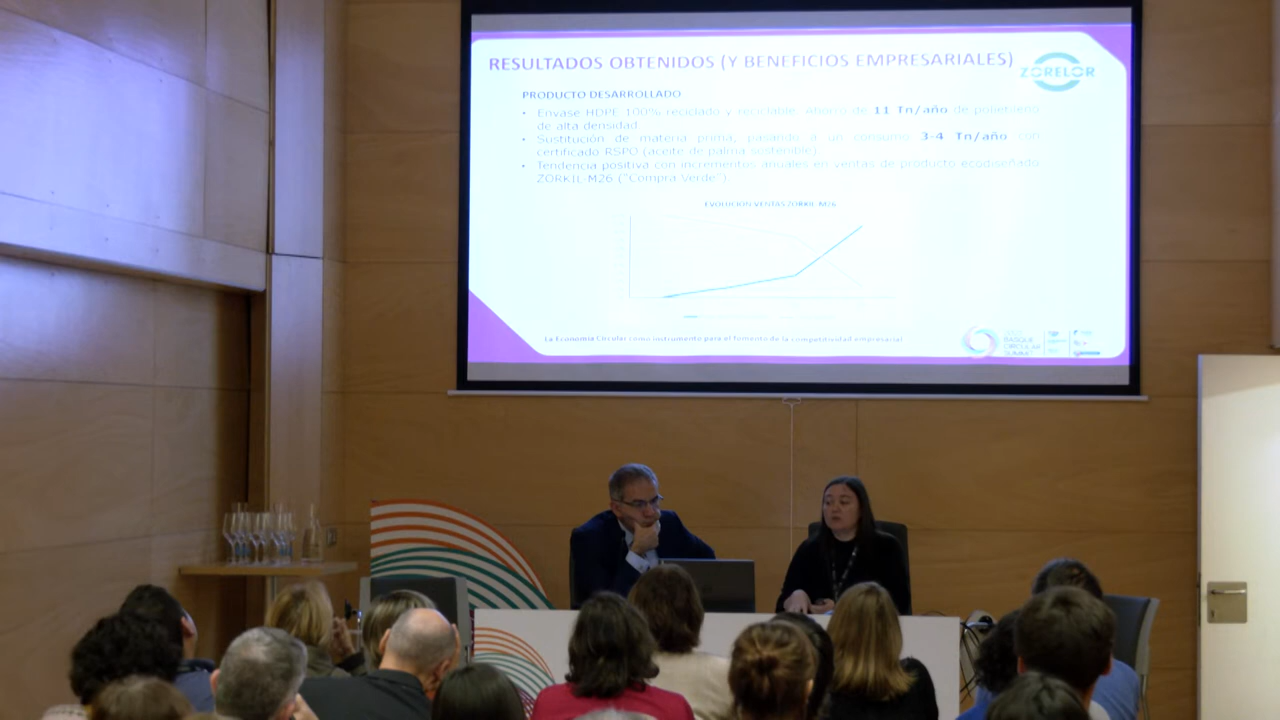 RESULTADOS OBTENIDOS (Y BENEFICIOS EMPRESARIALES)
ZORELOR
PRODUCTO DESARROLLADO
• Envase HDPE 100% reciclado y reciclable: ahorro de 11 Tn/año de polietileno
de alta densidad.
• Sustitución de materia prima, pasando a un consumo 3-4 Tn/año con
certificado RSPO (aceite de palma sostenible)
• Tendencia positiva con incrementos anuales en ventas de producto ecodiseñado
ZORKIL-M26 ("Compra Verde")
EVOLUCION VENTAS ZORKIL-M26
La Economía Circular como instrumento para el fomento de la competitividad empresarial
BASQUE
CIRCULAR
SUMMIT